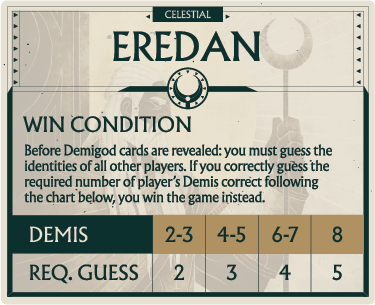 CELESTIAL
EREDAN
WIN CONDITION
Before Demigod cards are revealed: you must guess the
identities of all other players. If you correctly guess the
required number of player's Demis correct following
the chart below, you win the game instead.
DEMIS 2-3 4-5 6-7 8
REQ. GUESS 2 3 4 5